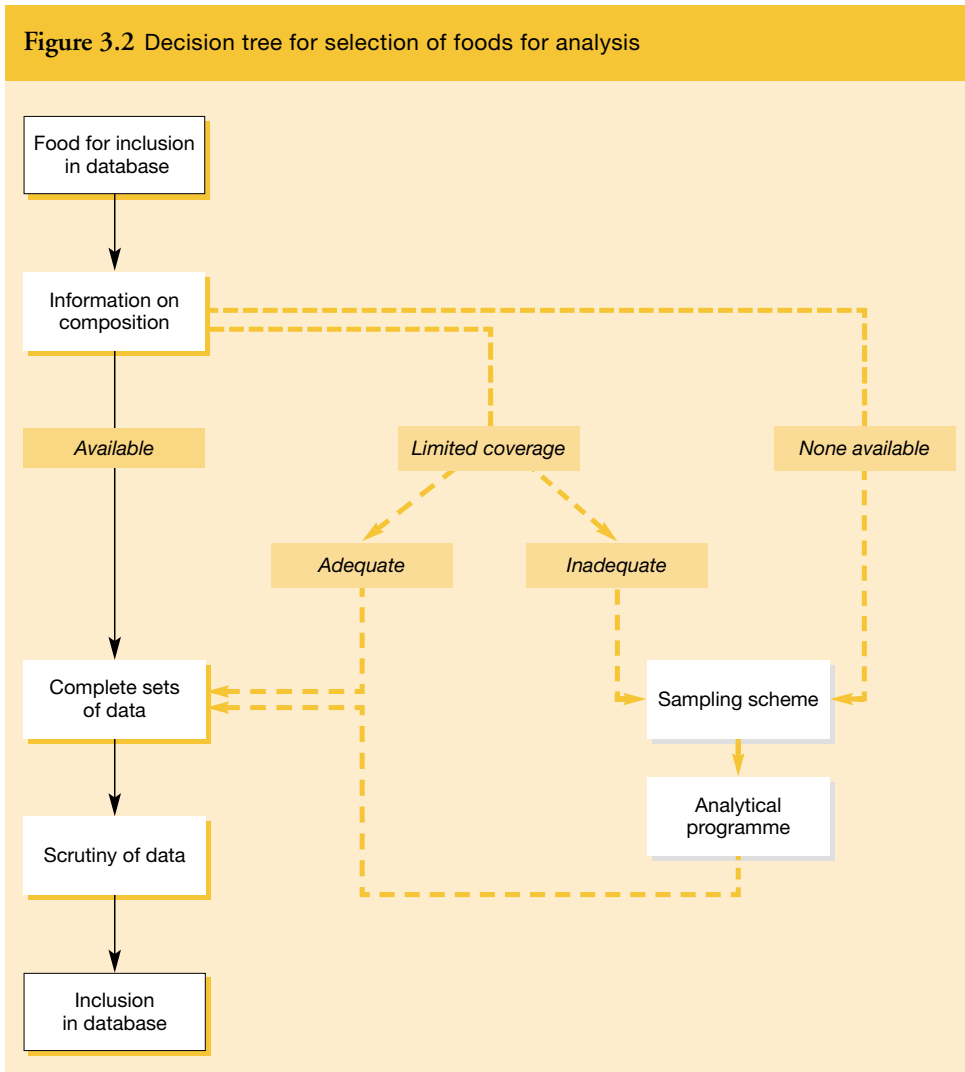 Figure 3.2 Decision tree for selection of foods for analysis
Food for inclusion
in database
Information on
composition
Available
Limited coverage
None available
Adequate
Inadequate
Complete sets
of data
Sampling scheme
Analytical
programme
Scrutiny of data
Inclusion
in database